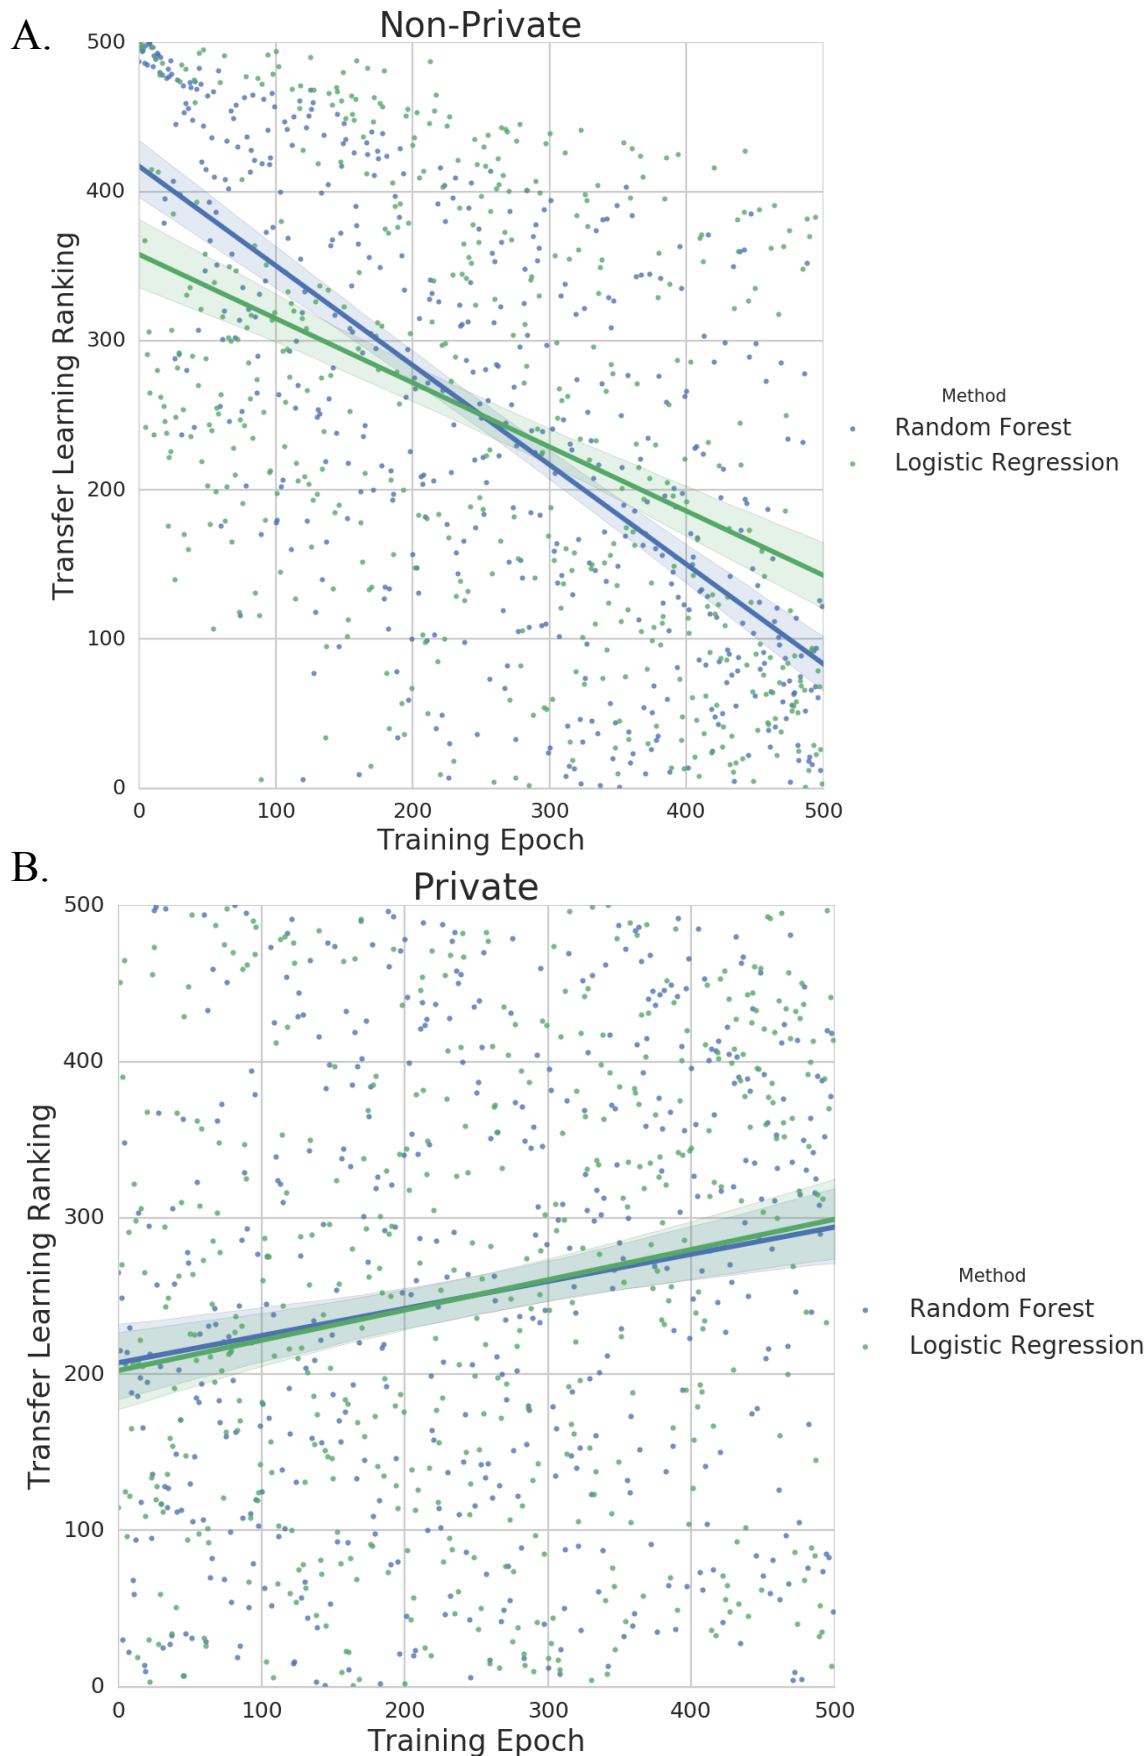 A.
Non-Private
500
400
300
200
100
0
Transfer Learning Ranking
0 100 200 300 400 500
Training Epoch
Method
Random Forest
Logistic Regression
B.
Private
500
400
300
200
100
0
Transfer Learning Ranking
0 100 200 300 400 500
Training Epoch
Method
Random Forest
Logistic Regression